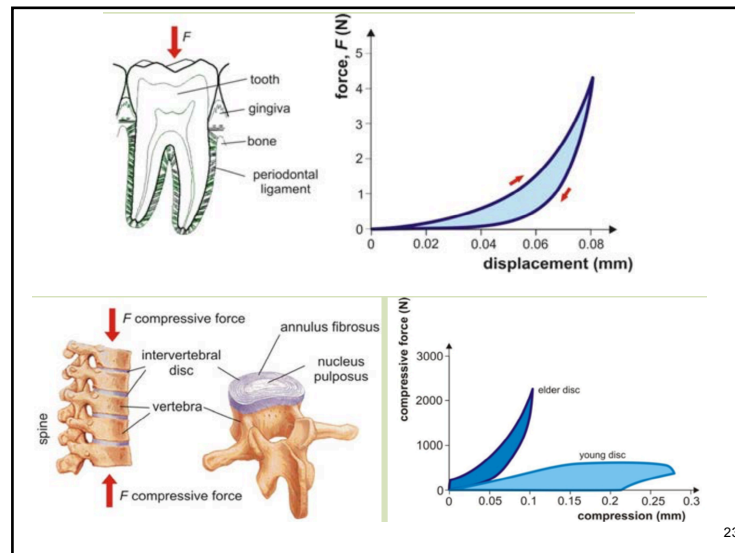 F
tooth
gingiva
bone
periodontal
ligament
force, F (N)
5
4
3
2
1
0
0 0.02 0.04 0.06 0.08
displacement (mm)
F compressive force
intervertebral
disc
vertebra
spine
F compressive force
annulus fibrosus
nucleus
pulposus
compressive force (N)
3000
2000
1000
0
elder disc
young disc
0 0.05 0.1 0.15 0.2 0.25 0.3
compression (mm)
23